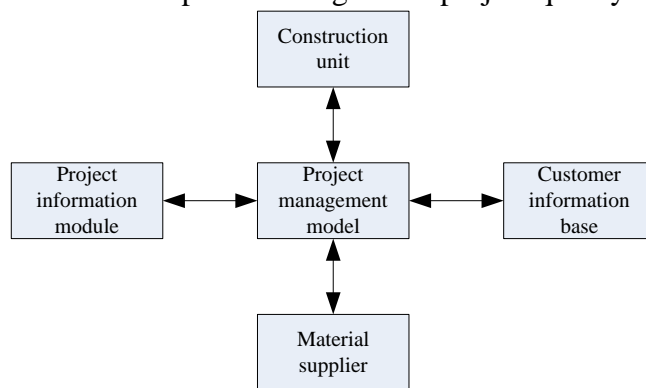 Construction
unit
Project
information
module
Project
management
model
Customer
information
base
Material
supplier